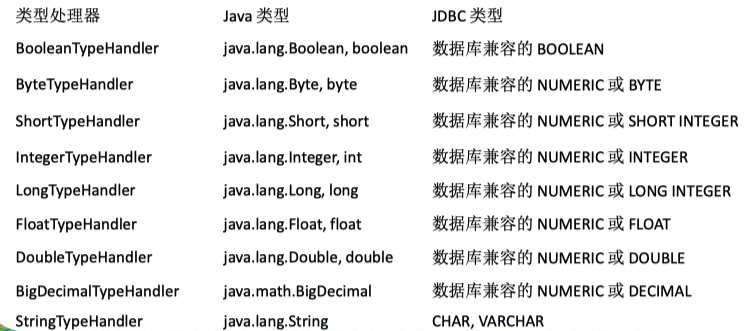 类型处理器 Java 类型 JDBC 类型
BooleanTypeHandler java.lang.Boolean, boolean 数据库兼容的 BOOLEAN
ByteTypeHandler java.lang.Byte, byte 数据库兼容的 NUMERIC 或 BYTE
ShortTypeHandler java.lang.Short, short 数据库兼容的 NUMERIC 或 SHORT INTEGER
IntegerTypeHandler java.lang.Integer, int 数据库兼容的 NUMERIC 或 INTEGER
LongTypeHandler java.lang.Long, long 数据库兼容的 NUMERIC 或 LONG INTEGER
FloatTypeHandler java.lang.Float, float 数据库兼容的 NUMERIC 或 FLOAT
DoubleTypeHandler java.lang.Double, double 数据库兼容的 NUMERIC 或 DOUBLE
BigDecimalTypeHandler java.math.BigDecimal 数据库兼容的 NUMERIC 或 DECIMAL
StringTypeHandler java.lang.String CHAR, VARCHAR